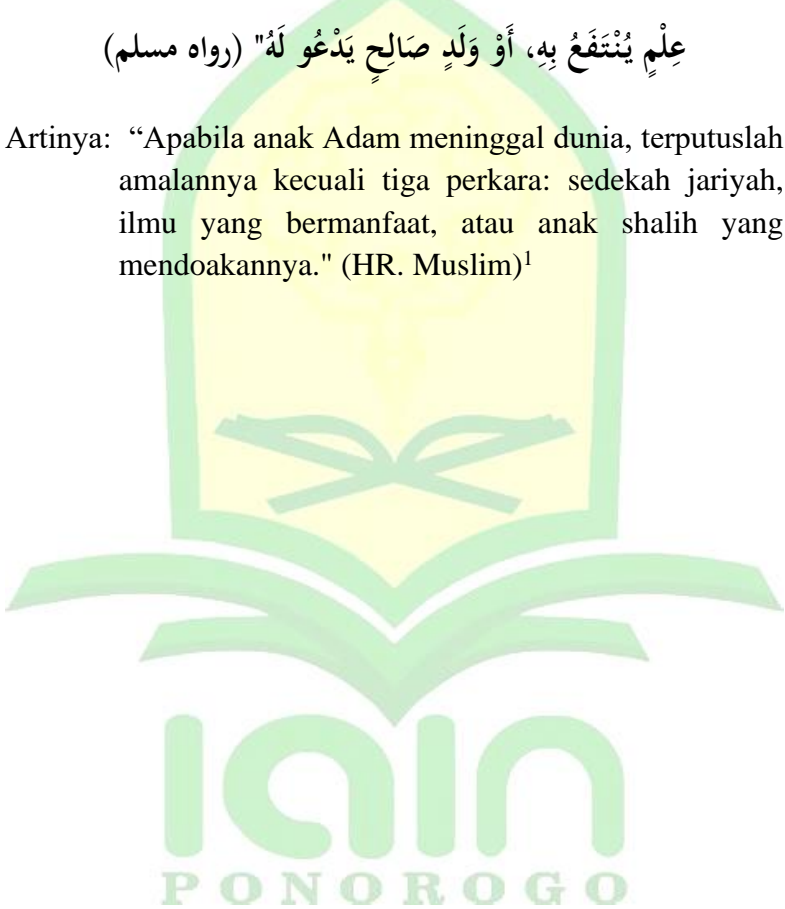 عِلْمٍ يُنْتَفَعُ بِهِ، أَوْ وَلَدٍ صَالِحٍ يَدْعُو لَهُ" (رواه مسلم)
Artinya: “Apabila anak Adam meninggal dunia, terputuslah
amalannya kecuali tiga perkara: sedekah jariyah,
ilmu yang bermanfaat, atau anak shalih yang
mendoakannya." (HR. Muslim)¹
iain
PONOROGO